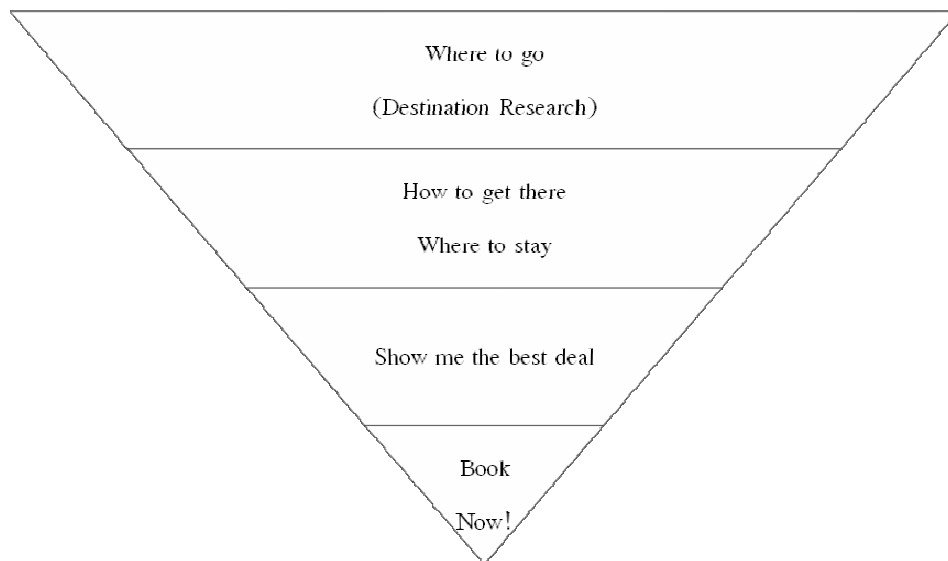 Where to go
(Destination Research)
How to get there
Where to stay
Show me the best deal
Book
Now!